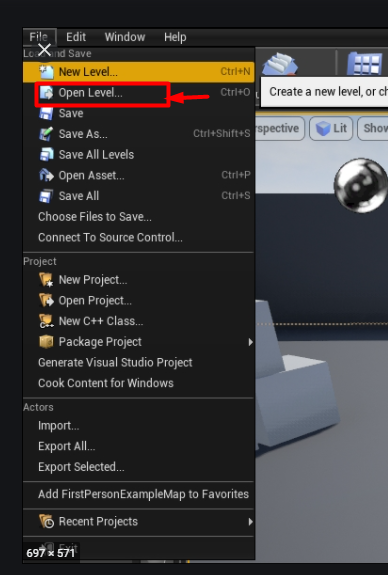 File Edit Window Help
Load and Save
New Level... Ctrl+N
Open Level... Ctrl+O
Create a new level, or ch
Save
Save As... Ctrl+Shift+S
rspective Lit Show
Save All Levels
Open Asset... Ctrl+P
Save All Ctrl+S
Choose Files to Save...
Connect To Source Control...
Project
New Project...
Open Project...
New C++ Class...
Package Project
Generate Visual Studio Project
Cook Content for Windows
Actors
Import...
Export All...
Export Selected...
Add FirstPersonExampleMap to Favorites
Recent Projects
Exit
697 × 571